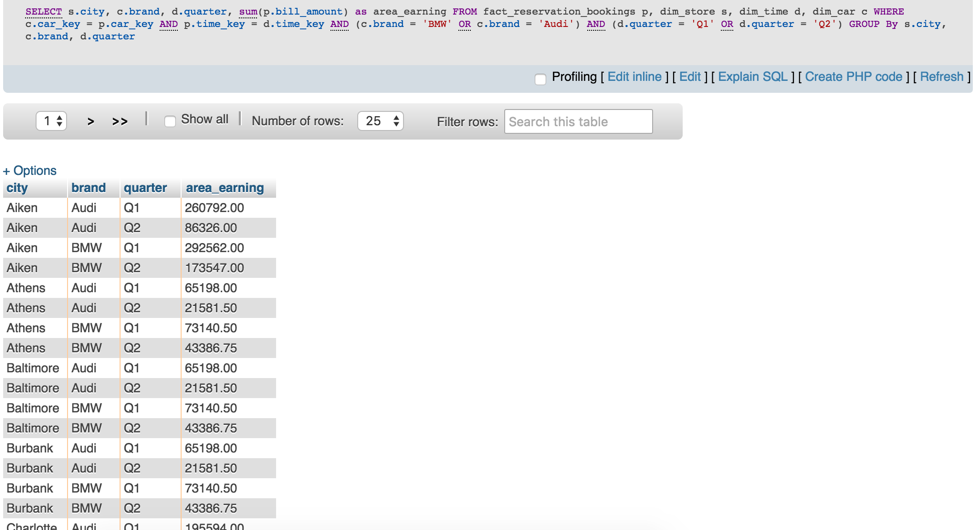 SELECT s.city, c.brand, d.quarter, sum(p.bill_amount) as area_earning FROM fact_reservation_bookings p, dim_store s, dim_time d, dim_car c WHERE
c.car_key = p.car_key AND p.time_key = d.time_key AND (c.brand = 'BMW' OR c.brand = 'Audi') AND (d.quarter = 'Q1' OR d.quarter = 'Q2') GROUP By s.city,
c.brand, d.quarter
Profiling [ Edit inline ] [ Edit ] [ Explain SQL ] [ Create PHP code ] [ Refresh ]
1 > >> | Show all | Number of rows: 25 Filter rows: Search this table
+ Options
city brand quarter area_earning
Aiken Audi Q1 260792.00
Aiken Audi Q2 86326.00
Aiken BMW Q1 292562.00
Aiken BMW Q2 173547.00
Athens Audi Q1 65198.00
Athens Audi Q2 21581.50
Athens BMW Q1 73140.50
Athens BMW Q2 43386.75
Baltimore Audi Q1 65198.00
Baltimore Audi Q2 21581.50
Baltimore BMW Q1 73140.50
Baltimore BMW Q2 43386.75
Burbank Audi Q1 65198.00
Burbank Audi Q2 21581.50
Burbank BMW Q1 73140.50
Burbank BMW Q2 43386.75
Charlotte Audi Q1 195594.00